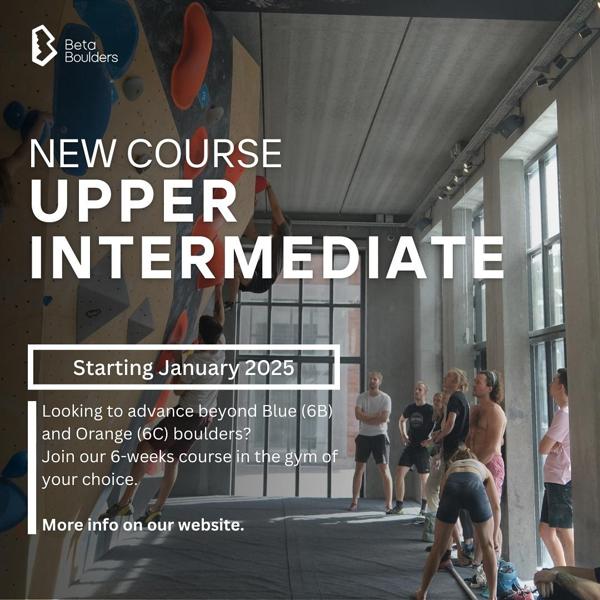 Beta
Boulders
NEW COURSE
UPPER
INTERMEDIATE
Starting January 2025
Looking to advance beyond Blue (6B)
and Orange (6C) boulders?
Join our 6-weeks course in the gym of
your choice.
More info on our website.